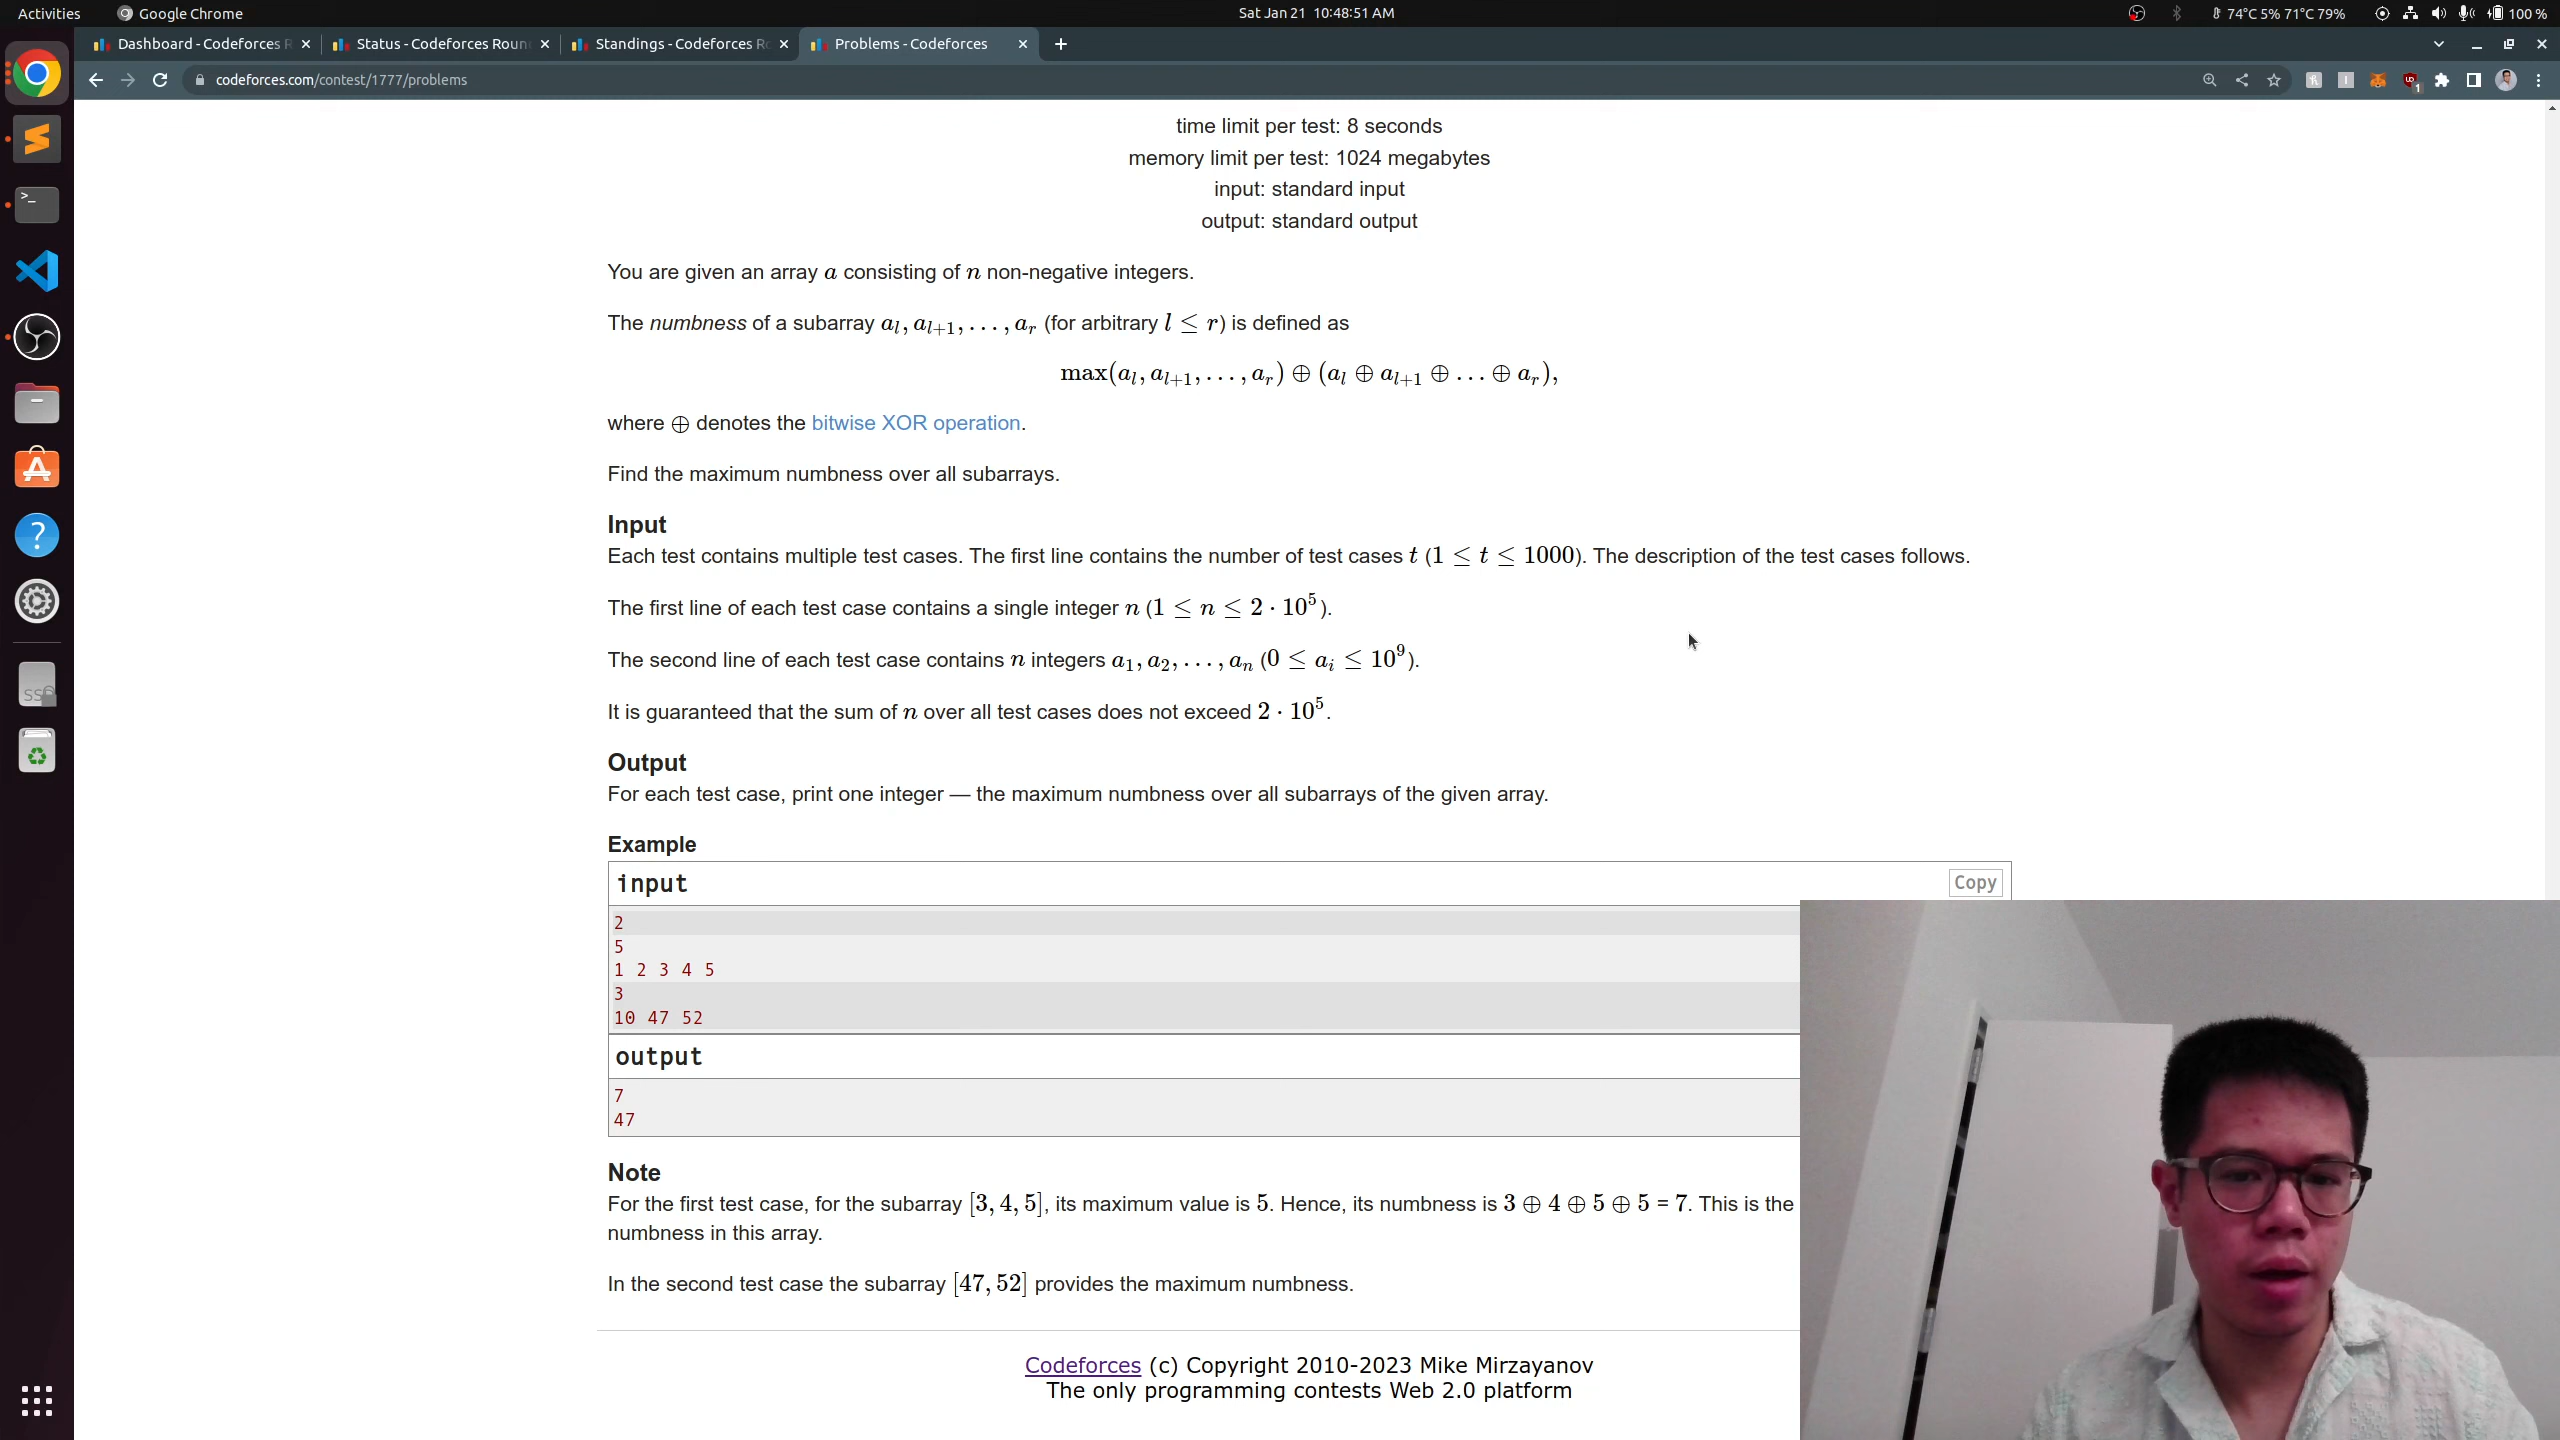 Activities
Google Chrome
Sat Jan 21 10:48:51 AM
74°C 5% 71°C 79%
100 %
Dashboard - Codeforces R
Status - Codeforces Roun
Standings - Codeforces Ro
Problems - Codeforces
codeforces.com/contest/1777/problems
time limit per test: 8 seconds
memory limit per test: 1024 megabytes
input: standard input
output: standard output
You are given an array a consisting of n non-negative integers.
The numbness of a subarray a_l, a_{l+1}, . . . , a_r (for arbitrary l ≤ r) is defined as
max(a_l, a_{l+1}, . . . , a_r) ⊕ (a_l ⊕ a_{l+1} ⊕ . . . ⊕ a_r),
where ⊕ denotes the bitwise XOR operation.
Find the maximum numbness over all subarrays.
Input
Each test contains multiple test cases. The first line contains the number of test cases t (1 ≤ t ≤ 1000). The description of the test cases follows.
The first line of each test case contains a single integer n (1 ≤ n ≤ 2 · 10^5).
The second line of each test case contains n integers a_1, a_2, . . . , a_n (0 ≤ a_i ≤ 10^9).
It is guaranteed that the sum of n over all test cases does not exceed 2 · 10^5.
Output
For each test case, print one integer — the maximum numbness over all subarrays of the given array.
Example
input
Copy
2
5
1 2 3 4 5
3
10 47 52
output
7
47
Note
For the first test case, for the subarray [3, 4, 5], its maximum value is 5. Hence, its numbness is 3 ⊕ 4 ⊕ 5 ⊕ 5 = 7. This is the
numbness in this array.
In the second test case the subarray [47, 52] provides the maximum numbness.
Codeforces (c) Copyright 2010-2023 Mike Mirzayanov
The only programming contests Web 2.0 platform